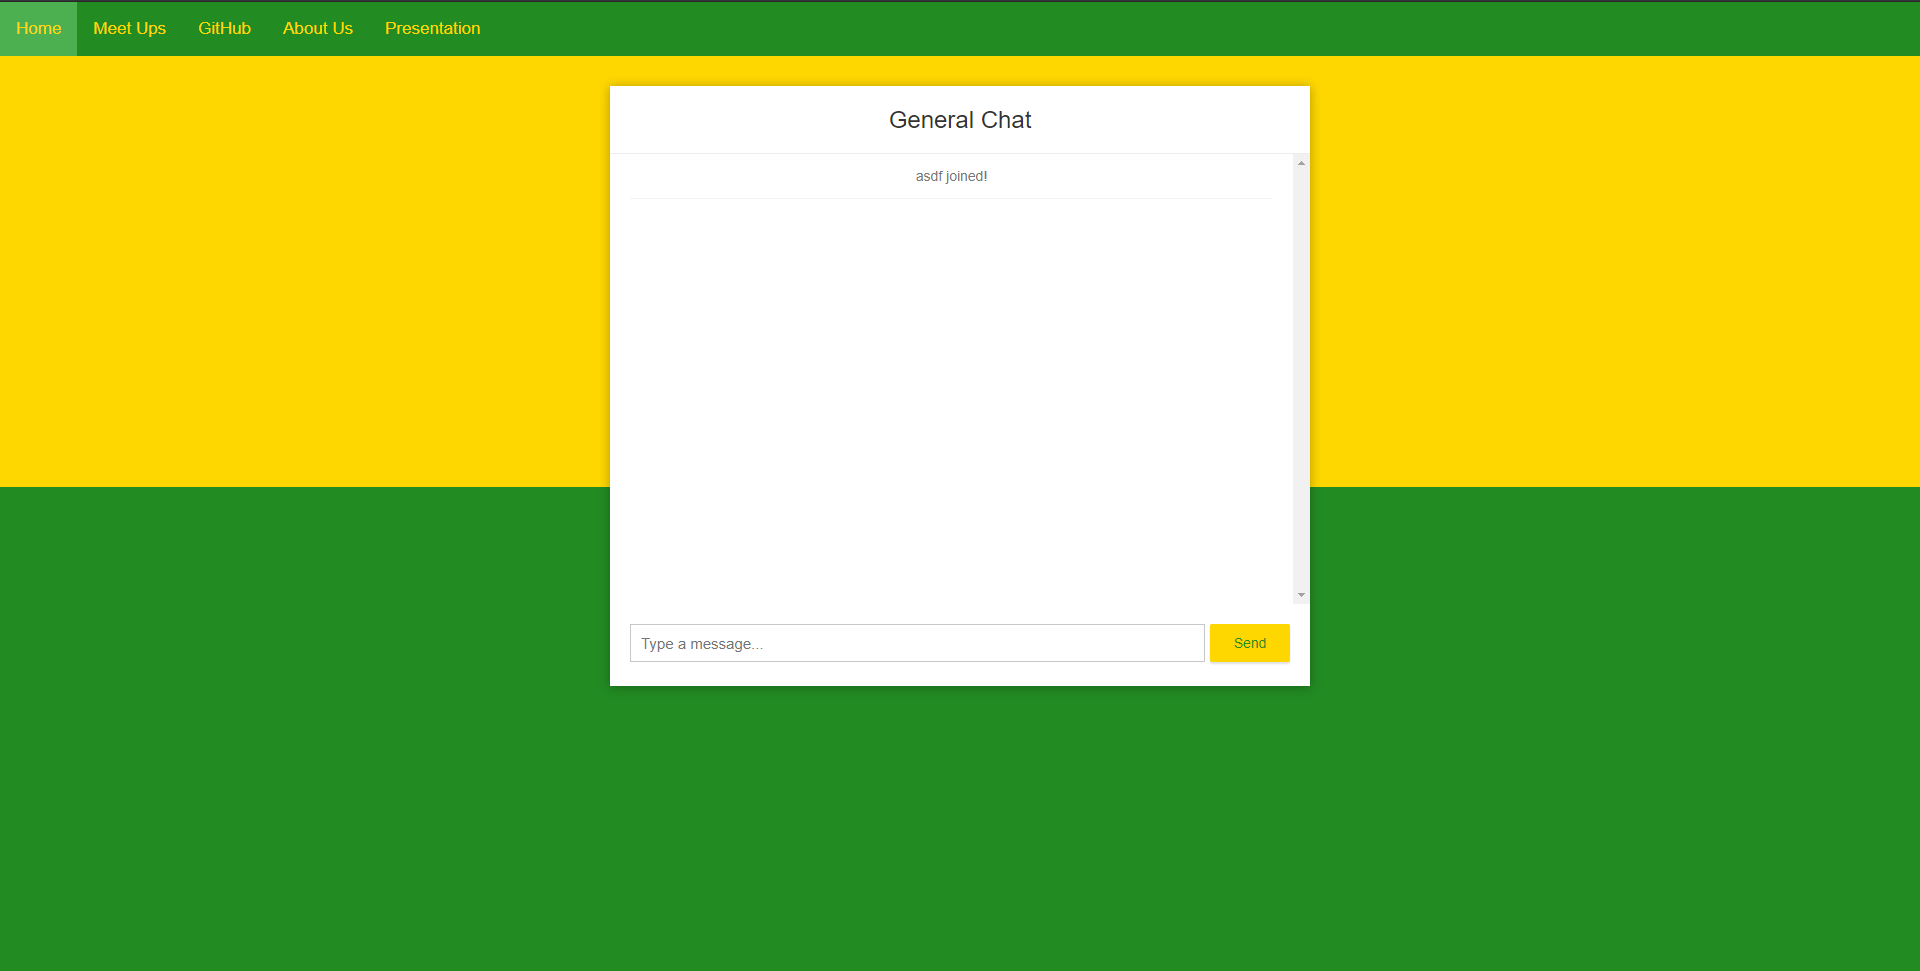 Home Meet Ups GitHub About Us Presentation
General Chat
asdf joined!
Type a message...
Send